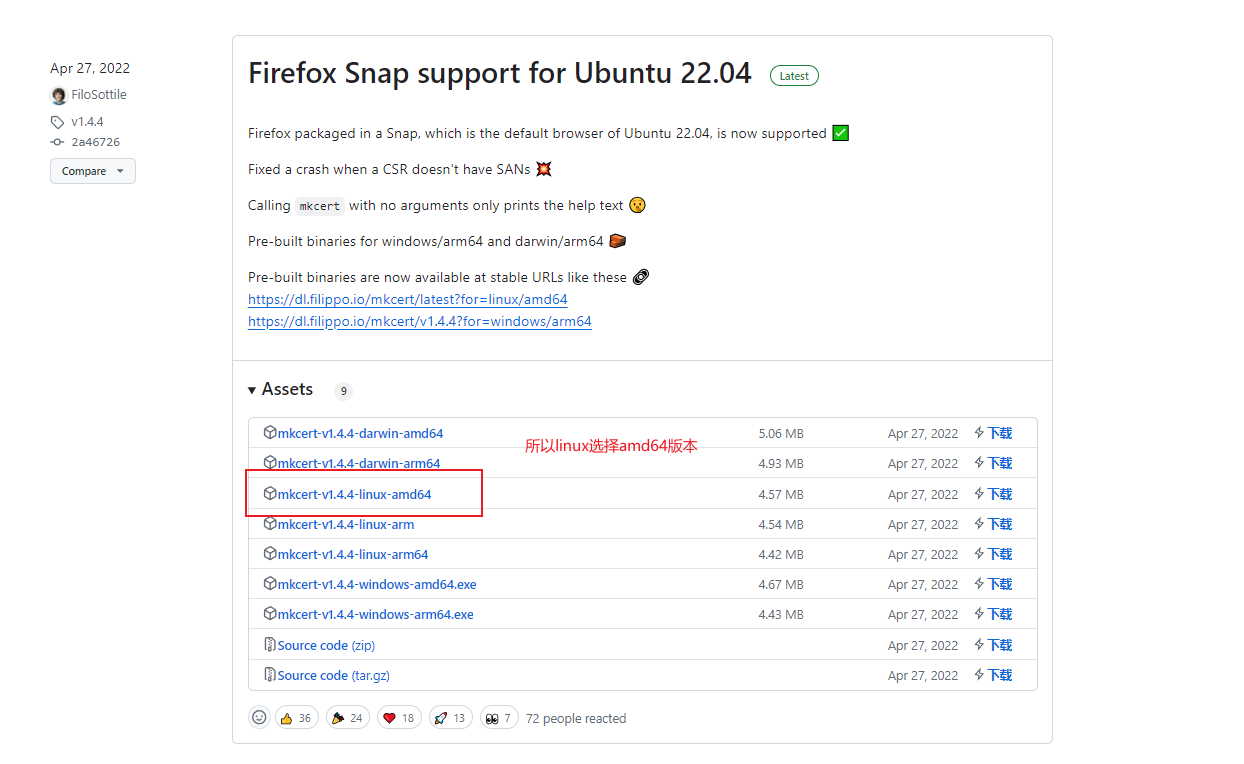 Apr 27, 2022
FiloSottile
v1.4.4
2a46726
Compare
Firefox Snap support for Ubuntu 22.04 Latest
Firefox packaged in a Snap, which is the default browser of Ubuntu 22.04, is now supported ✅
Fixed a crash when a CSR doesn't have SANs 💥
Calling mkcert with no arguments only prints the help text 😯
Pre-built binaries for windows/arm64 and darwin/arm64 🧱
Pre-built binaries are now available at stable URLs like these 🔗
https://dl.filippo.io/mkcert/latest?for=linux/amd64
https://dl.filippo.io/mkcert/v1.4.4?for=windows/arm64
Assets 9
mkcert-v1.4.4-darwin-amd64 5.06 MB Apr 27, 2022 下载
所以linux选择amd64版本
mkcert-v1.4.4-darwin-arm64 4.93 MB Apr 27, 2022 下载
mkcert-v1.4.4-linux-amd64 4.57 MB Apr 27, 2022 下载
mkcert-v1.4.4-linux-arm 4.54 MB Apr 27, 2022 下载
mkcert-v1.4.4-linux-arm64 4.42 MB Apr 27, 2022 下载
mkcert-v1.4.4-windows-amd64.exe 4.67 MB Apr 27, 2022 下载
mkcert-v1.4.4-windows-arm64.exe 4.43 MB Apr 27, 2022 下载
Source code (zip) Apr 27, 2022 下载
Source code (tar.gz) Apr 27, 2022 下载
36 24 18 13 7 72 people reacted